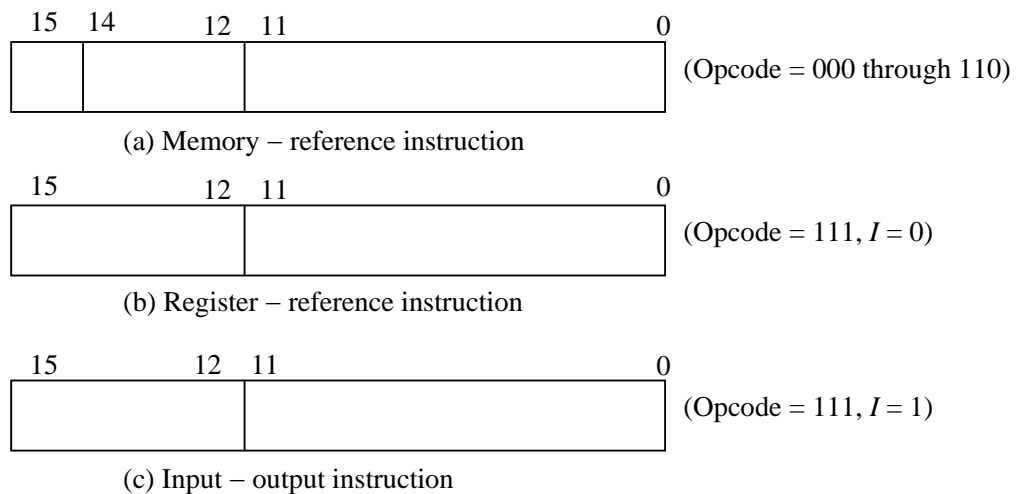 15 14 12 11 0
(Opcode = 000 through 110)
(a) Memory – reference instruction
15 12 11 0
(Opcode = 111, I = 0)
(b) Register – reference instruction
15 12 11 0
(Opcode = 111, I = 1)
(c) Input – output instruction